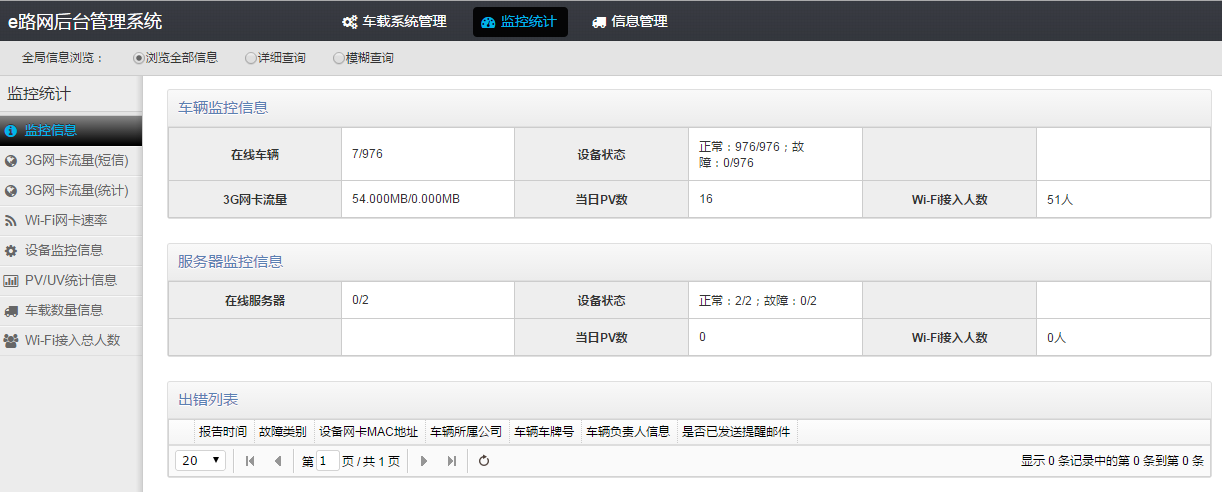 e路网后台管理系统 车载系统管理 监控统计 信息管理
全局信息浏览： 浏览全部信息 详细查询 模糊查询
监控统计
监控信息
3G网卡流量(短信)
3G网卡流量(统计)
Wi-Fi网卡速率
设备监控信息
PV/UV统计信息
车载数量信息
Wi-Fi接入总人数
车辆监控信息
在线车辆 7/976 设备状态 正常：976/976；故
障：0/976
3G网卡流量 54.000MB/0.000MB 当日PV数 16 Wi-Fi接入人数 51人
服务器监控信息
在线服务器 0/2 设备状态 正常：2/2；故障：0/2
当日PV数 0 Wi-Fi接入人数 0人
出错列表
报告时间 故障类别 设备网卡MAC地址 车辆所属公司 车辆车牌号 车辆负责人信息 是否已发送提醒邮件
20 第 1 页 / 共 1 页 显示 0 条记录中的第 0 条到第 0 条